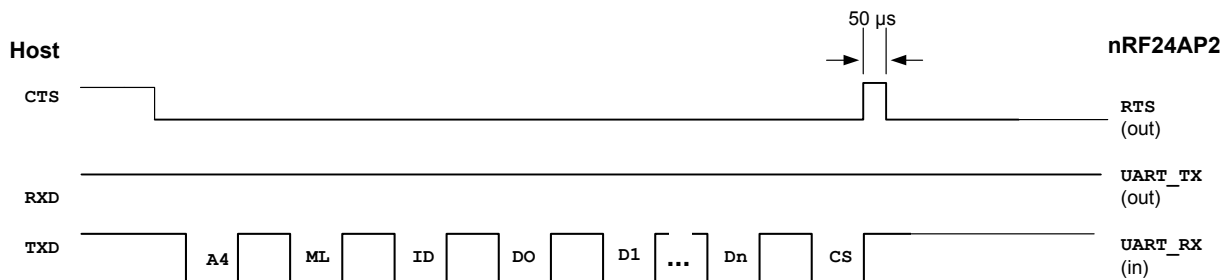 50 µs
Host
nRF24AP2
CTS
RTS
(out)
RXD
UART_TX
(out)
TXD
A4 ML ID DO D1 ... Dn CS
UART_RX
(in)